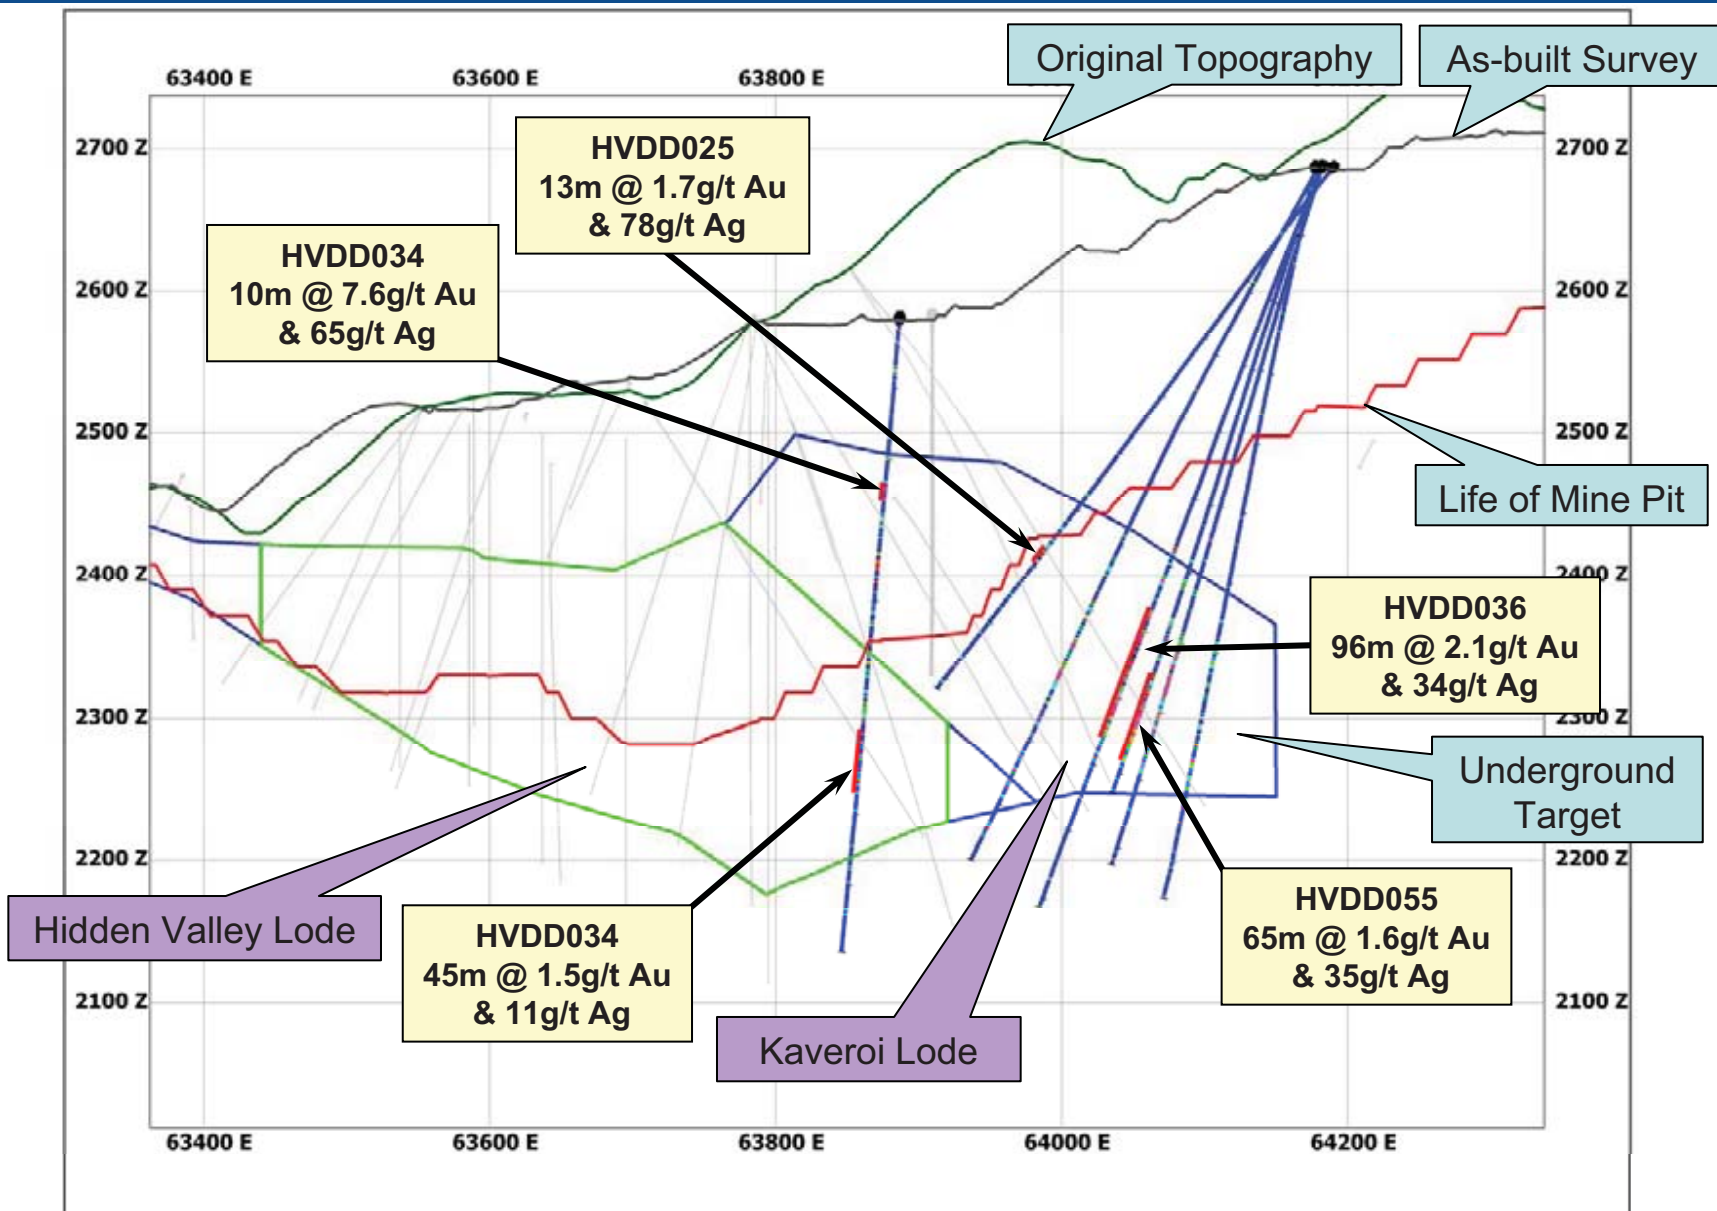 Original Topography
As-built Survey
63400 E
63600 E
63800 E
2700 Z
2700 Z
HVDD025
13m @ 1.7g/t Au
& 78g/t Ag
HVDD034
10m @ 7.6g/t Au
& 65g/t Ag
2600 Z
2600 Z
2500 Z
2500 Z
Life of Mine Pit
2400 Z
2400 Z
HVDD036
96m @ 2.1g/t Au
& 34g/t Ag
2300 Z
2300 Z
Underground
Target
2200 Z
2200 Z
Hidden Valley Lode
HVDD034
45m @ 1.5g/t Au
& 11g/t Ag
HVDD055
65m @ 1.6g/t Au
& 35g/t Ag
2100 Z
2100 Z
Kaveroi Lode
63400 E
63600 E
63800 E
64000 E
64200 E